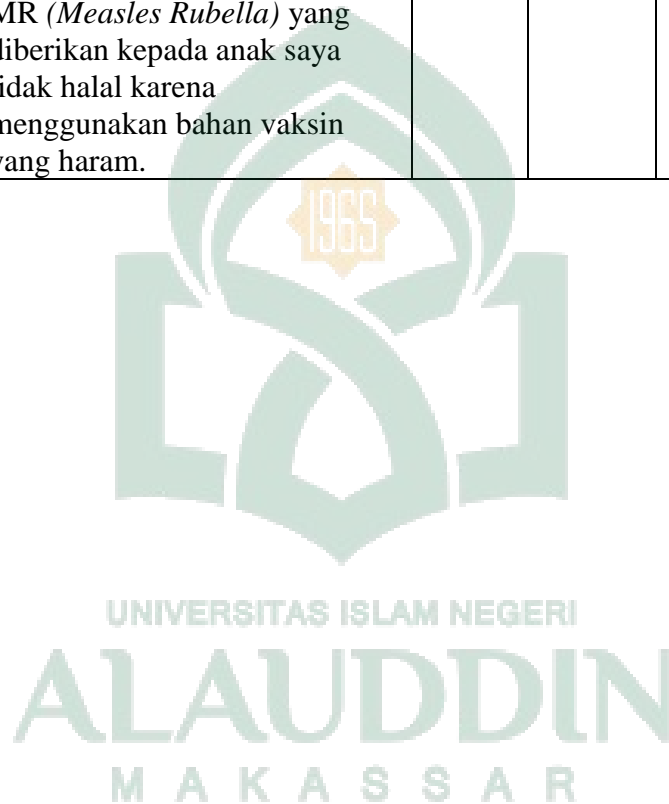 MR (Measles Rubella) yang
diberikan kepada anak saya
tidak halal karena
menggunakan bahan vaksin
yang haram.
1965
UNIVERSITAS ISLAM NEGERI
ALAUDDIN
MAKASSAR